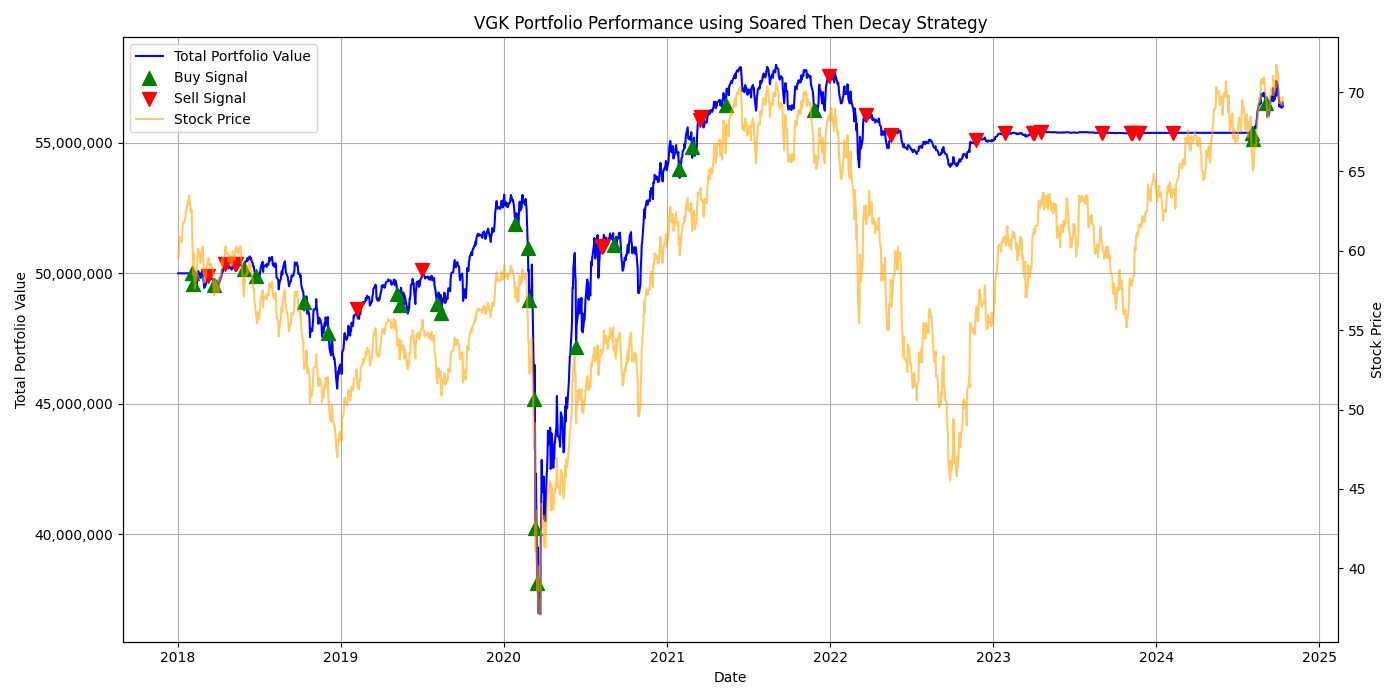 VGK Portfolio Performance using Soared Then Decay Strategy
Total Portfolio Value
Buy Signal
Sell Signal
Stock Price
55,000,000
50,000,000
45,000,000
40,000,000
Total Portfolio Value
70
65
60
55
50
45
40
Stock Price
2018
2019
2020
2021
2022
2023
2024
2025
Date